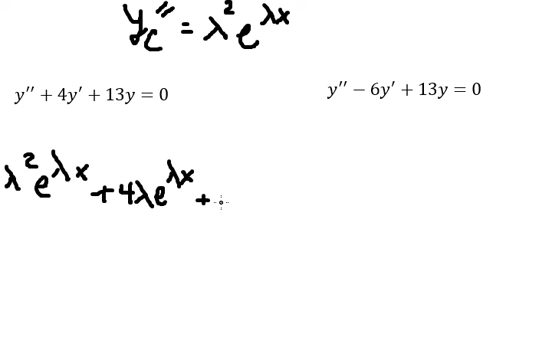 y_c'' = λ²e^{λx}
y'' + 4y' + 13y = 0
y'' − 6y' + 13y = 0
λ²e^{λx} + 4λe^{λx} +